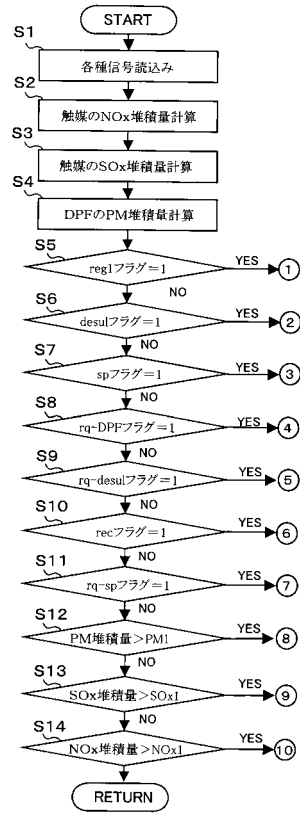 START
S1
各種信号読込み
S2
触媒のNOx堆積量計算
S3
触媒のSOx堆積量計算
S4
DPFのPM堆積量計算
S5
reg1フラグ=1
YES
1
NO
S6
desulフラグ=1
YES
2
NO
S7
spフラグ=1
YES
3
NO
S8
rq-DPFフラグ=1
YES
4
NO
S9
rq-desulフラグ=1
YES
5
NO
S10
recフラグ=1
YES
6
NO
S11
rq-spフラグ=1
YES
7
NO
S12
PM堆積量>PM1
YES
8
NO
S13
SOx堆積量>SOx1
YES
9
NO
S14
NOx堆積量>NOx1
YES
10
NO
RETURN